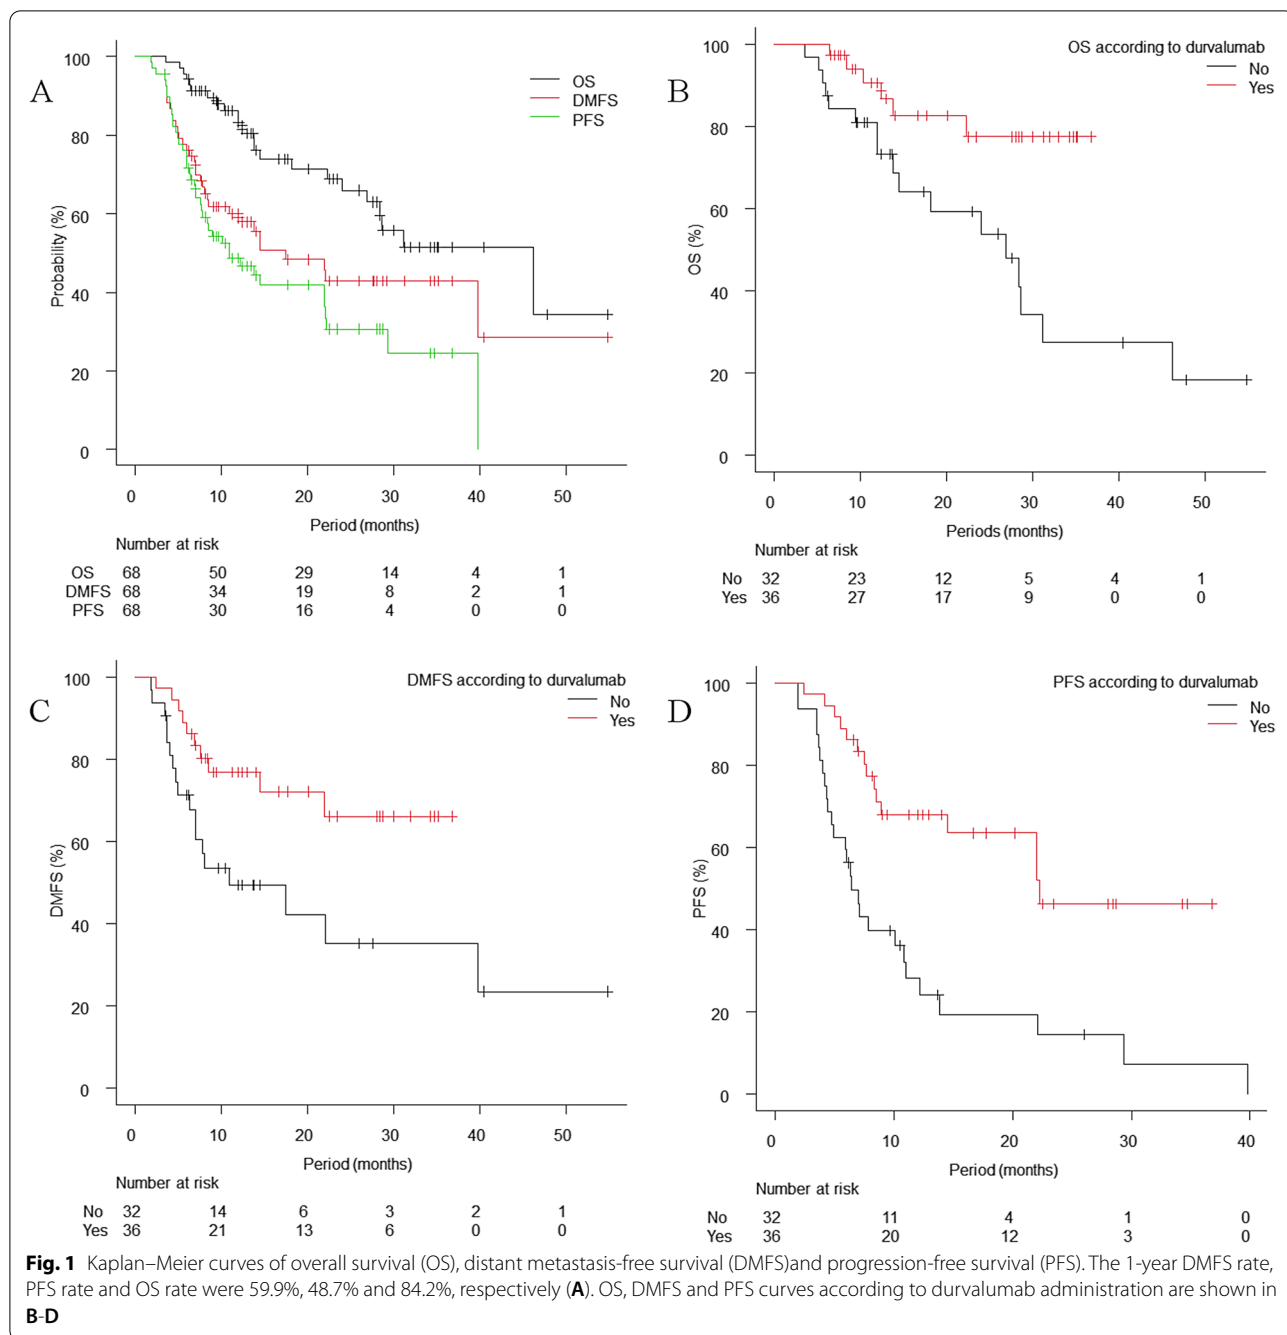 A
100
80
60
40
20
0
Probability (%)
OS
DMFS
PFS
0 10 20 30 40 50
Period (months)
Number at risk
OS 68 50 29 14 4 1
DMFS 68 34 19 8 2 1
PFS 68 30 16 4 0 0
B
OS according to durvalumab
No
Yes
100
80
60
40
20
0
OS (%)
0 10 20 30 40 50
Periods (months)
Number at risk
No 32 23 12 5 4 1
Yes 36 27 17 9 0 0
C
DMFS according to durvalumab
No
Yes
100
80
60
40
20
0
DMFS (%)
0 10 20 30 40 50
Period (months)
Number at risk
No 32 14 6 3 2 1
Yes 36 21 13 6 0 0
D
PFS according to durvalumab
No
Yes
100
80
60
40
20
0
PFS (%)
0 10 20 30 40
Period (months)
Number at risk
No 32 11 4 1 0
Yes 36 20 12 3 0
Fig. 1 Kaplan–Meier curves of overall survival (OS), distant metastasis-free survival (DMFS)and progression-free survival (PFS). The 1-year DMFS rate,
PFS rate and OS rate were 59.9%, 48.7% and 84.2%, respectively (A). OS, DMFS and PFS curves according to durvalumab administration are shown in
B-D